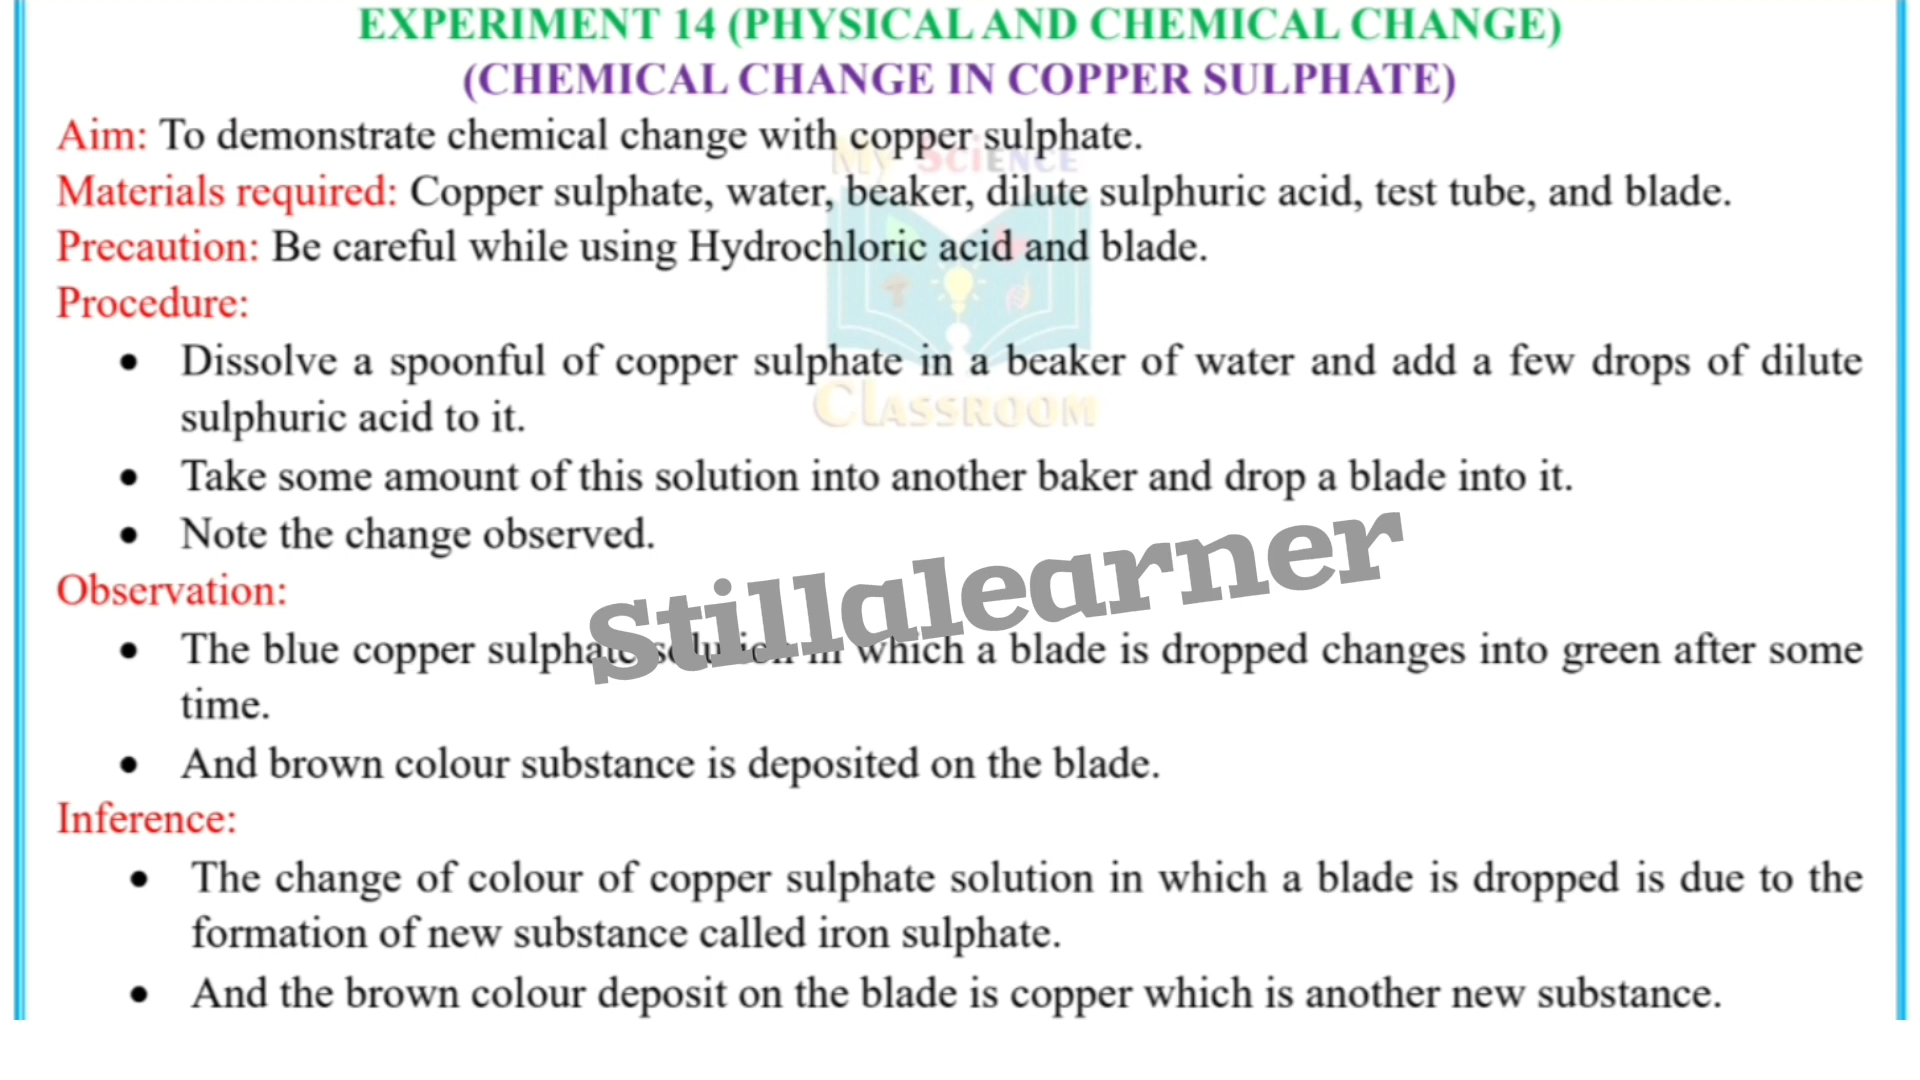 EXPERIMENT 14 (PHYSICAL AND CHEMICAL CHANGE)
(CHEMICAL CHANGE IN COPPER SULPHATE)
Aim: To demonstrate chemical change with copper sulphate.
My SCiENCE
Materials required: Copper sulphate, water, beaker, dilute sulphuric acid, test tube, and blade.
Precaution: Be careful while using Hydrochloric acid and blade.
Procedure:
• Dissolve a spoonful of copper sulphate in a beaker of water and add a few drops of dilute
sulphuric acid to it.
CLASSROOM
• Take some amount of this solution into another baker and drop a blade into it.
• Note the change observed.
Stillalearner
Observation:
• The blue copper sulphate solution in which a blade is dropped changes into green after some
time.
• And brown colour substance is deposited on the blade.
Inference:
• The change of colour of copper sulphate solution in which a blade is dropped is due to the
formation of new substance called iron sulphate.
• And the brown colour deposit on the blade is copper which is another new substance.